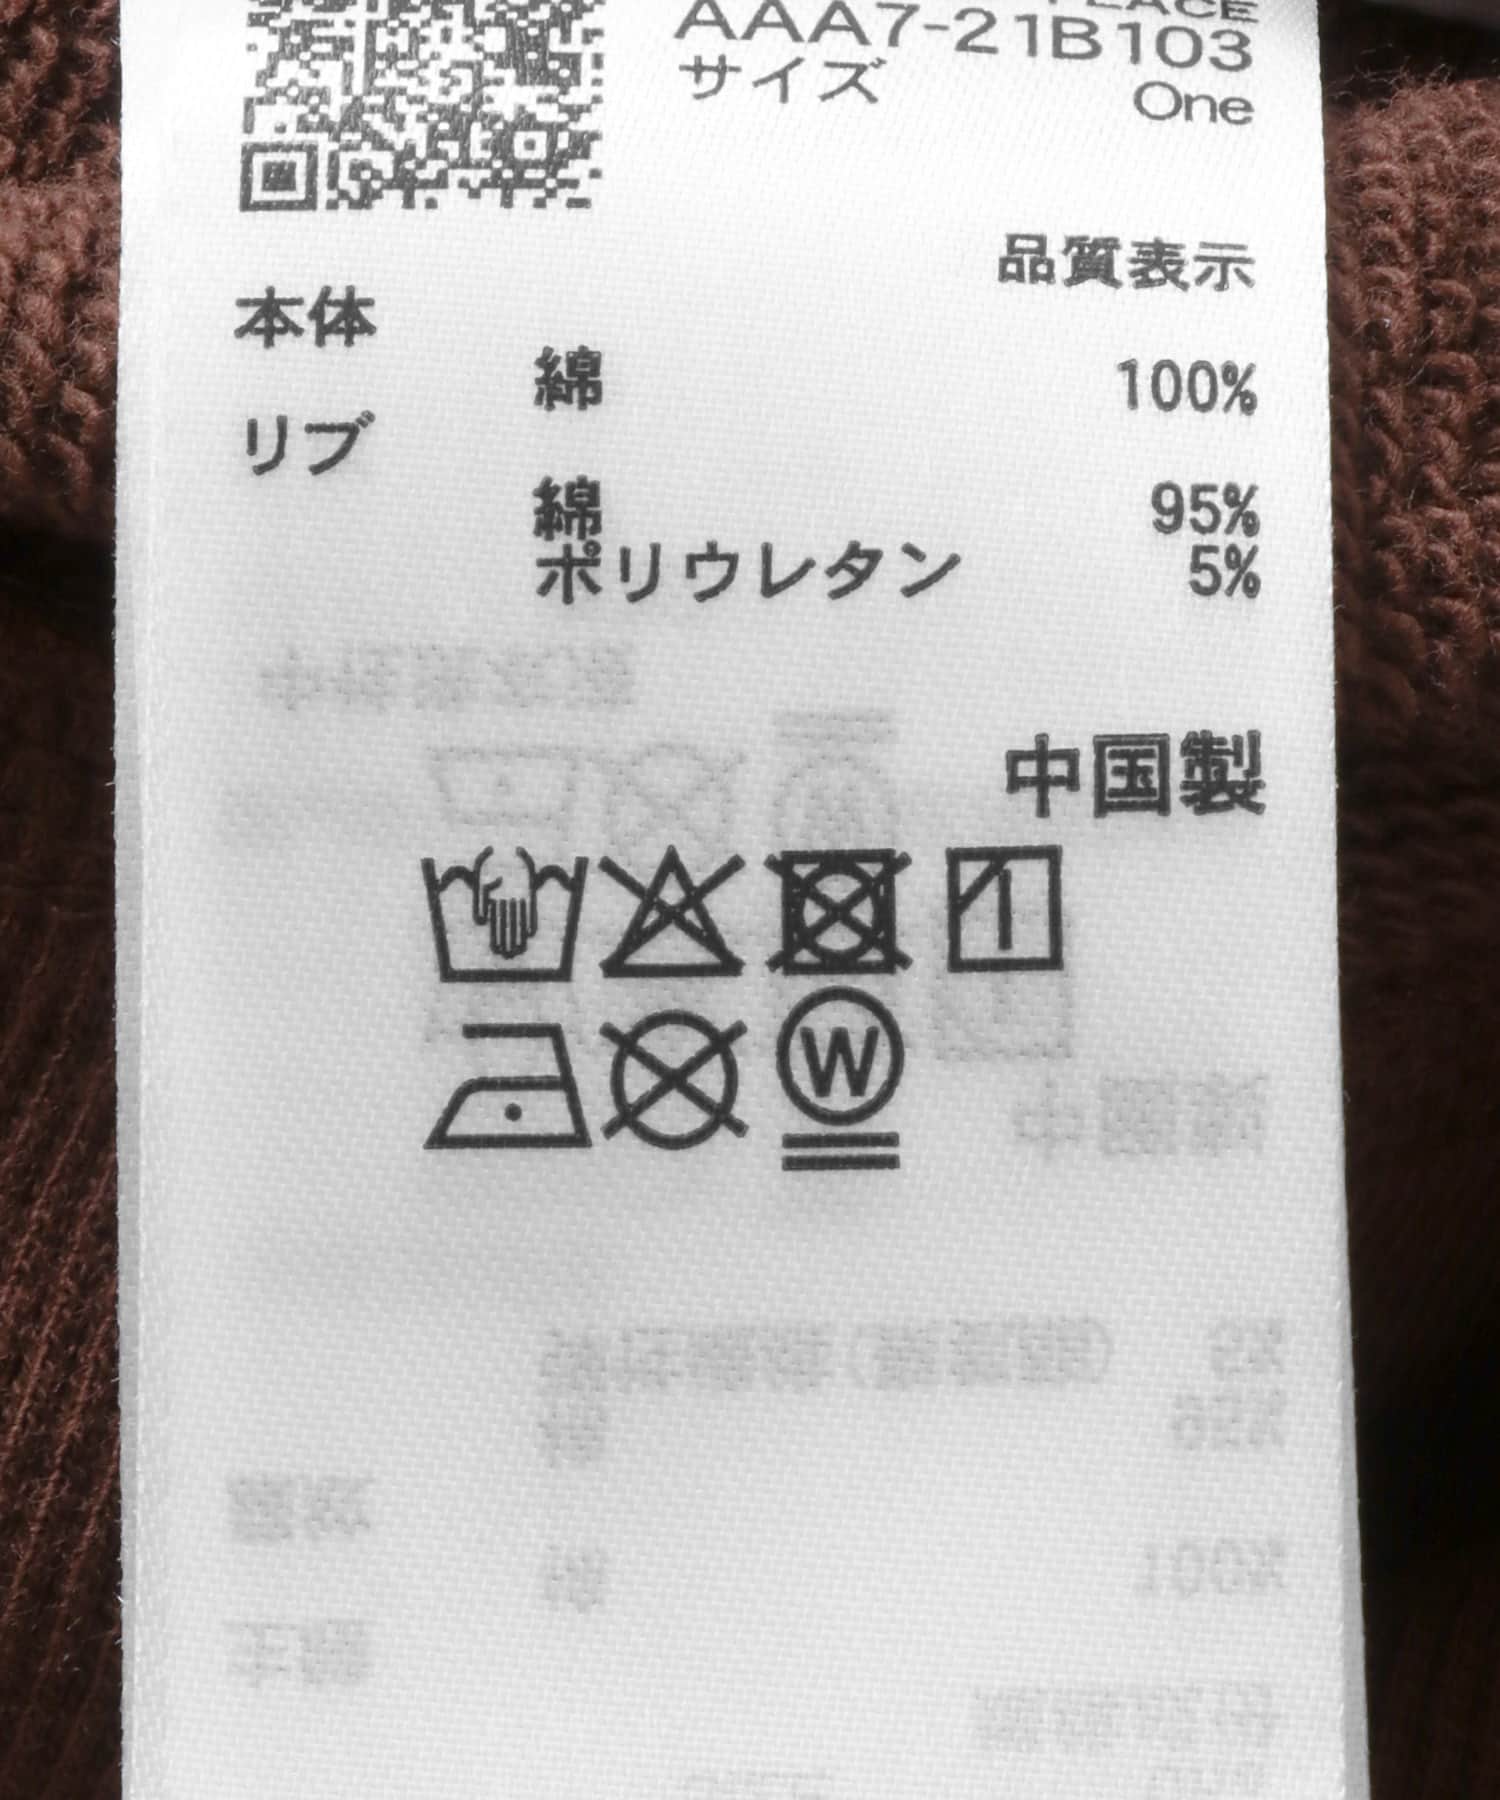 PLACE
AAA7-21B103
サイズ One
品質表示
本体
綿 100%
リブ
綿 95%
ポリウレタン 5%
中国製
W